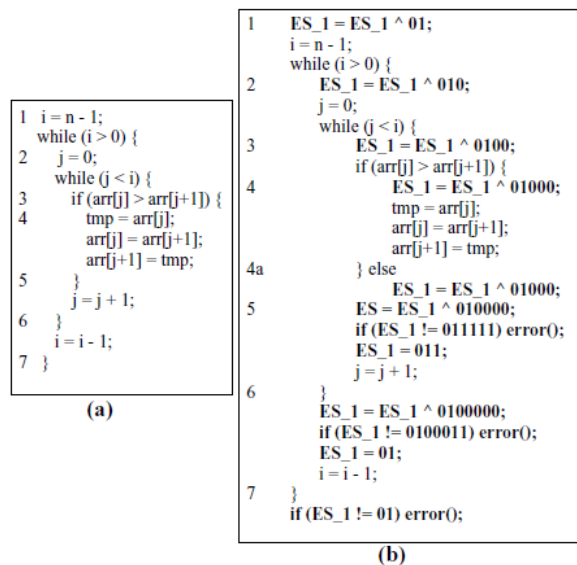 1 i = n - 1;
while (i > 0) {
2 j = 0;
while (j < i) {
3 if (arr[j] > arr[j+1]) {
4 tmp = arr[j];
arr[j] = arr[j+1];
arr[j+1] = tmp;
5 }
j = j + 1;
6 }
i = i - 1;
7 }
(a)
1 ES_1 = ES_1 ^ 01;
i = n - 1;
while (i > 0) {
2 ES_1 = ES_1 ^ 010;
j = 0;
while (j < i) {
3 ES_1 = ES_1 ^ 0100;
if (arr[j] > arr[j+1]) {
4 ES_1 = ES_1 ^ 01000;
tmp = arr[j];
arr[j] = arr[j+1];
arr[j+1] = tmp;
4a } else
ES_1 = ES_1 ^ 01000;
5 ES = ES_1 ^ 010000;
if (ES_1 != 011111) error();
ES_1 = 011;
j = j + 1;
6 }
ES_1 = ES_1 ^ 0100000;
if (ES_1 != 0100011) error();
ES_1 = 01;
i = i - 1;
7 }
if (ES_1 != 01) error();
(b)